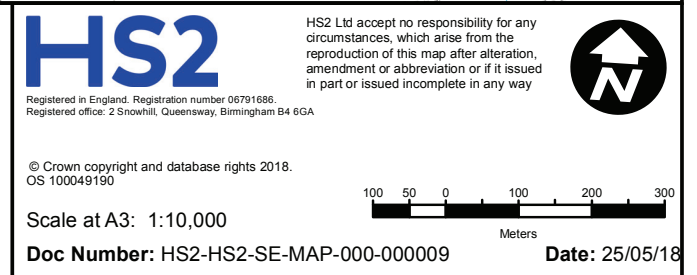 HS2
Registered in England. Registration number 06791686.
Registered office: 2 Snowhill, Queensway, Birmingham B4 6GA
HS2 Ltd accept no responsibility for any
circumstances, which arise from the
reproduction of this map after alteration,
amendment or abbreviation or if it issued
in part or issued incomplete in any way
N
© Crown copyright and database rights 2018.
OS 100049190
100 50 0 100 200 300
Meters
Scale at A3: 1:10,000
Doc Number: HS2-HS2-SE-MAP-000-000009
Date: 25/05/18